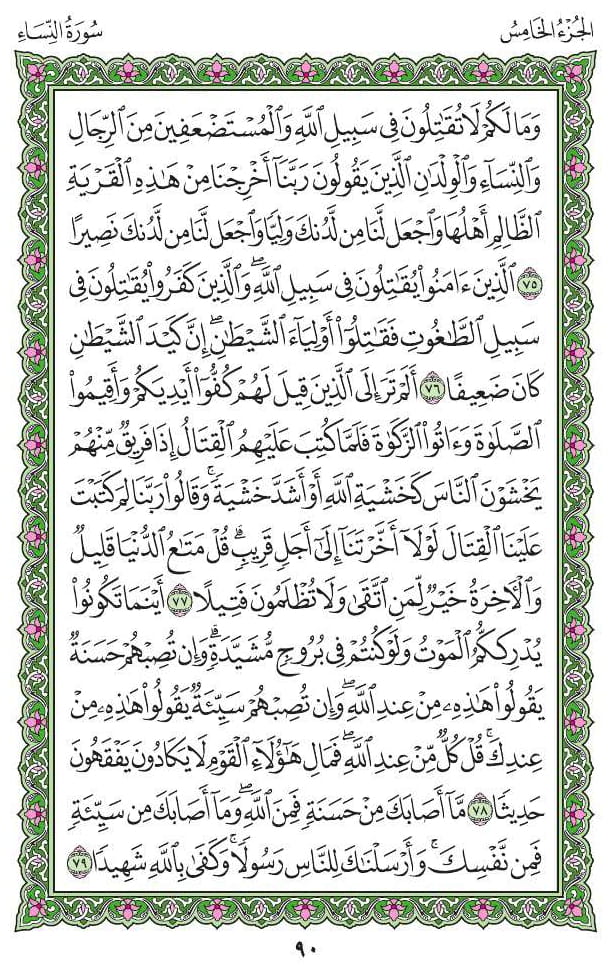 الجُزْءُ الخَامِسُ
سُورَةُ النِّسَاءِ
وَمَا لَكُمْ لَا تُقَٰتِلُونَ فِى سَبِيلِ ٱللَّهِ وَٱلْمُسْتَضْعَفِينَ مِنَ ٱلرِّجَالِ
وَٱلنِّسَآءِ وَٱلْوِلْدَٰنِ ٱلَّذِينَ يَقُولُونَ رَبَّنَآ أَخْرِجْنَا مِنْ هَٰذِهِ ٱلْقَرْيَةِ
ٱلظَّالِمِ أَهْلُهَا وَٱجْعَل لَّنَا مِن لَّدُنكَ وَلِيًّا وَٱجْعَل لَّنَا مِن لَّدُنكَ نَصِيرًا
٧٥ ٱلَّذِينَ ءَامَنُوا۟ يُقَٰتِلُونَ فِى سَبِيلِ ٱللَّهِ ۖ وَٱلَّذِينَ كَفَرُوا۟ يُقَٰتِلُونَ فِى
سَبِيلِ ٱلطَّٰغُوتِ فَقَٰتِلُوٓا۟ أَوْلِيَآءَ ٱلشَّيْطَٰنِ ۖ إِنَّ كَيْدَ ٱلشَّيْطَٰنِ
كَانَ ضَعِيفًا ٧٦ أَلَمْ تَرَ إِلَى ٱلَّذِينَ قِيلَ لَهُمْ كُفُّوٓا۟ أَيْدِيَكُمْ وَأَقِيمُوا۟
ٱلصَّلَوٰةَ وَءَاتُوا۟ ٱلزَّكَوٰةَ فَلَمَّا كُتِبَ عَلَيْهِمُ ٱلْقِتَالُ إِذَا فَرِيقٌ مِّنْهُمْ
يَخْشَوْنَ ٱلنَّاسَ كَخَشْيَةِ ٱللَّهِ أَوْ أَشَدَّ خَشْيَةً ۚ وَقَالُوا۟ رَبَّنَا لِمَ كَتَبْتَ
عَلَيْنَا ٱلْقِتَالَ لَوْلَآ أَخَّرْتَنَآ إِلَىٰٓ أَجَلٍ قَرِيبٍ ۗ قُلْ مَتَٰعُ ٱلدُّنْيَا قَلِيلٌ
وَٱلْءَاخِرَةُ خَيْرٌ لِّمَنِ ٱتَّقَىٰ وَلَا تُظْلَمُونَ فَتِيلًا ٧٧ أَيْنَمَا تَكُونُوا۟
يُدْرِككُّمُ ٱلْمَوْتُ وَلَوْ كُنتُمْ فِى بُرُوجٍ مُّشَيَّدَةٍ ۗ وَإِن تُصِبْهُمْ حَسَنَةٌ
يَقُولُوا۟ هَٰذِهِۦ مِنْ عِندِ ٱللَّهِ ۖ وَإِن تُصِبْهُمْ سَيِّئَةٌ يَقُولُوا۟ هَٰذِهِۦ مِنْ
عِندِكَ ۚ قُلْ كُلٌّ مِّنْ عِندِ ٱللَّهِ ۖ فَمَالِ هَٰٓؤُلَآءِ ٱلْقَوْمِ لَا يَكَادُونَ يَفْقَهُونَ
حَدِيثًا ٧٨ مَّآ أَصَابَكَ مِنْ حَسَنَةٍ فَمِنَ ٱللَّهِ ۖ وَمَآ أَصَابَكَ مِن سَيِّئَةٍ
فَمِن نَّفْسِكَ ۚ وَأَرْسَلْنَٰكَ لِلنَّاسِ رَسُولًا ۚ وَكَفَىٰ بِٱللَّهِ شَهِيدًا ٧٩
٩٠